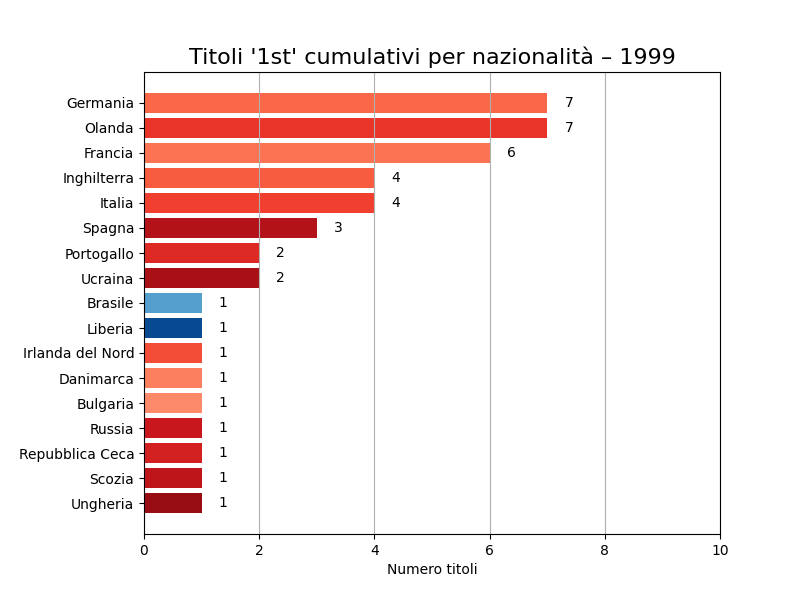 Titoli '1st' cumulativi per nazionalità – 1999
Germania 7
Olanda 7
Francia 6
Inghilterra 4
Italia 4
Spagna 3
Portogallo 2
Ucraina 2
Brasile 1
Liberia 1
Irlanda del Nord 1
Danimarca 1
Bulgaria 1
Russia 1
Repubblica Ceca 1
Scozia 1
Ungheria 1
0 2 4 6 8 10
Numero titoli